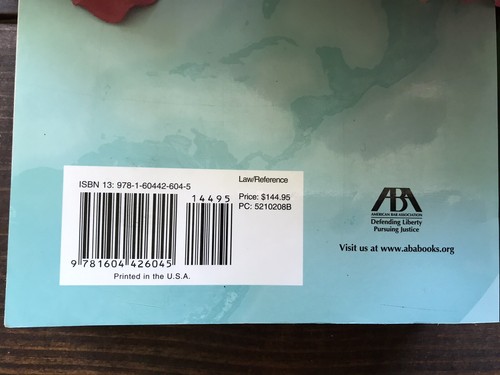 ISBN 13: 978-1-60442-604-5
Law/Reference
14495
Price: $144.95
PC: 5210208B
9 781604 426045
Printed in the U.S.A.
ABA
AMERICAN BAR ASSOCIATION
Defending Liberty
Pursuing Justice
Visit us at www.ababooks.org